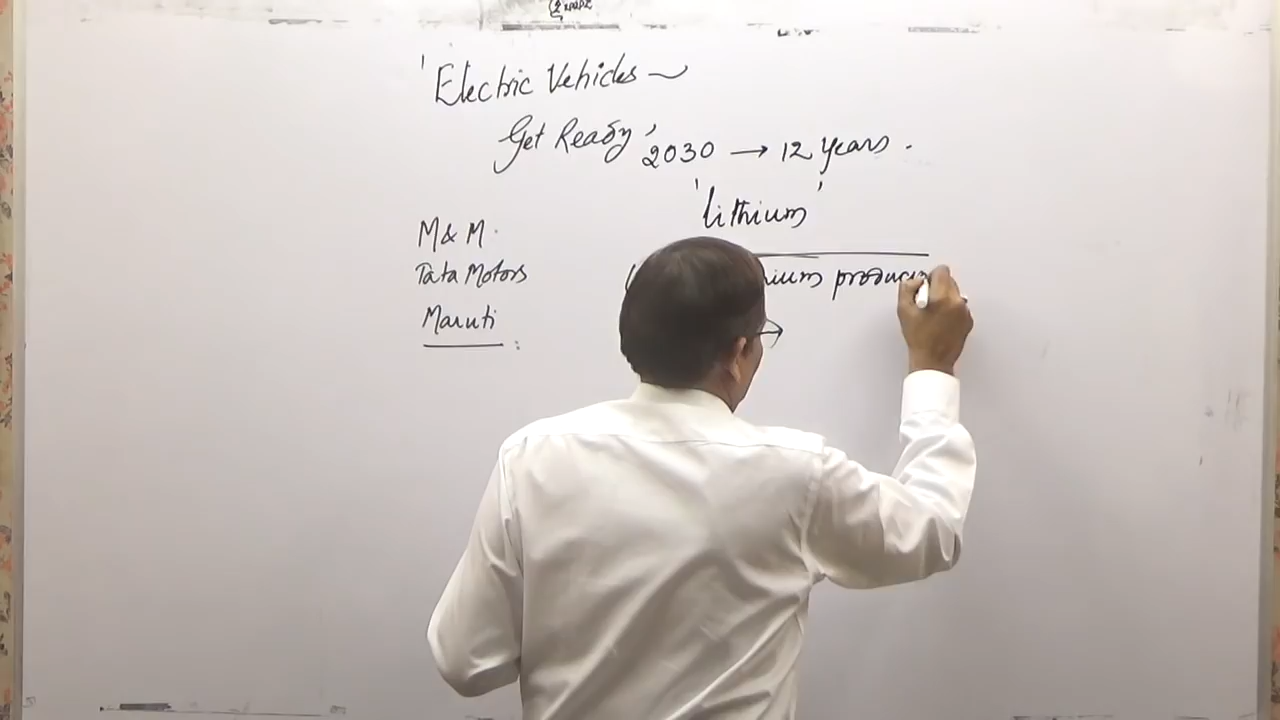 'Electric Vehicles ~
Get Ready' 2030 → 12 years.
'lithium'
M & M.
Tata Motors
Maruti